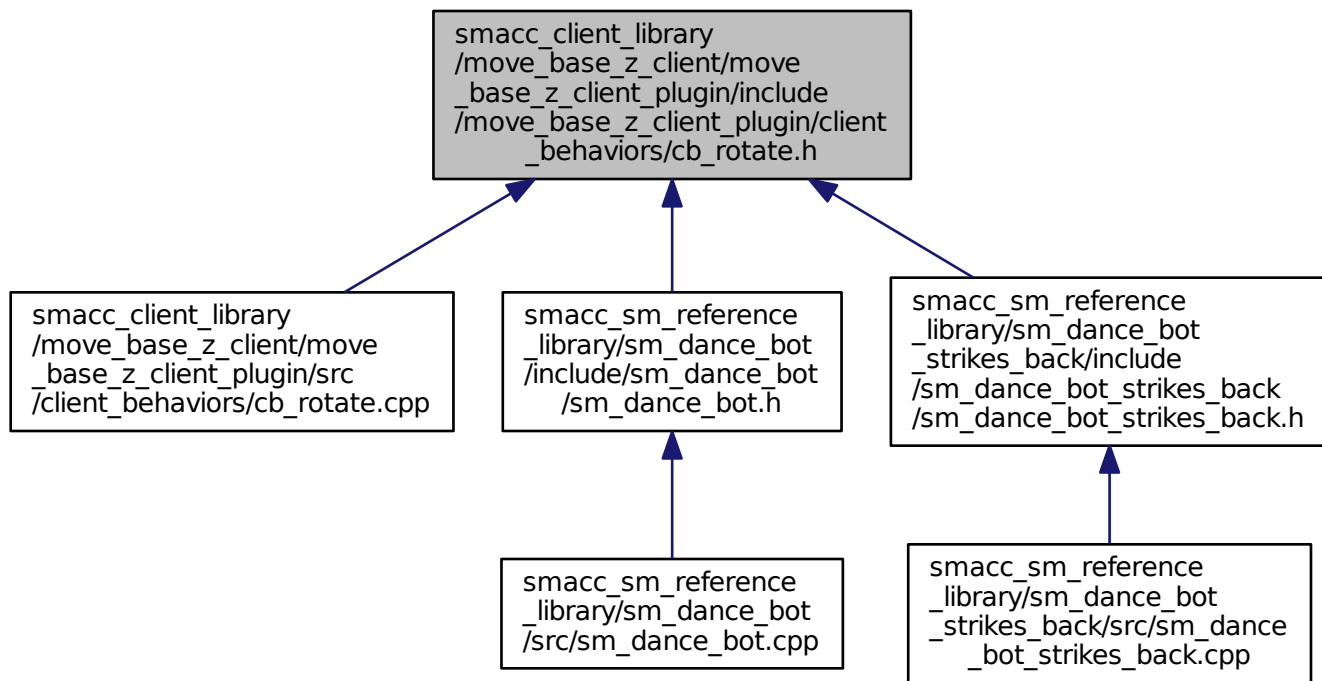 smacc_client_library
/move_base_z_client/move
_base_z_client_plugin/include
/move_base_z_client_plugin/client
_behaviors/cb_rotate.h
smacc_client_library
/move_base_z_client/move
_base_z_client_plugin/src
/client_behaviors/cb_rotate.cpp
smacc_sm_reference
_library/sm_dance_bot
/include/sm_dance_bot
/sm_dance_bot.h
smacc_sm_reference
_library/sm_dance_bot
_strikes_back/include
/sm_dance_bot_strikes_back
/sm_dance_bot_strikes_back.h
smacc_sm_reference
_library/sm_dance_bot
/src/sm_dance_bot.cpp
smacc_sm_reference
_library/sm_dance_bot
_strikes_back/src/sm_dance
_bot_strikes_back.cpp